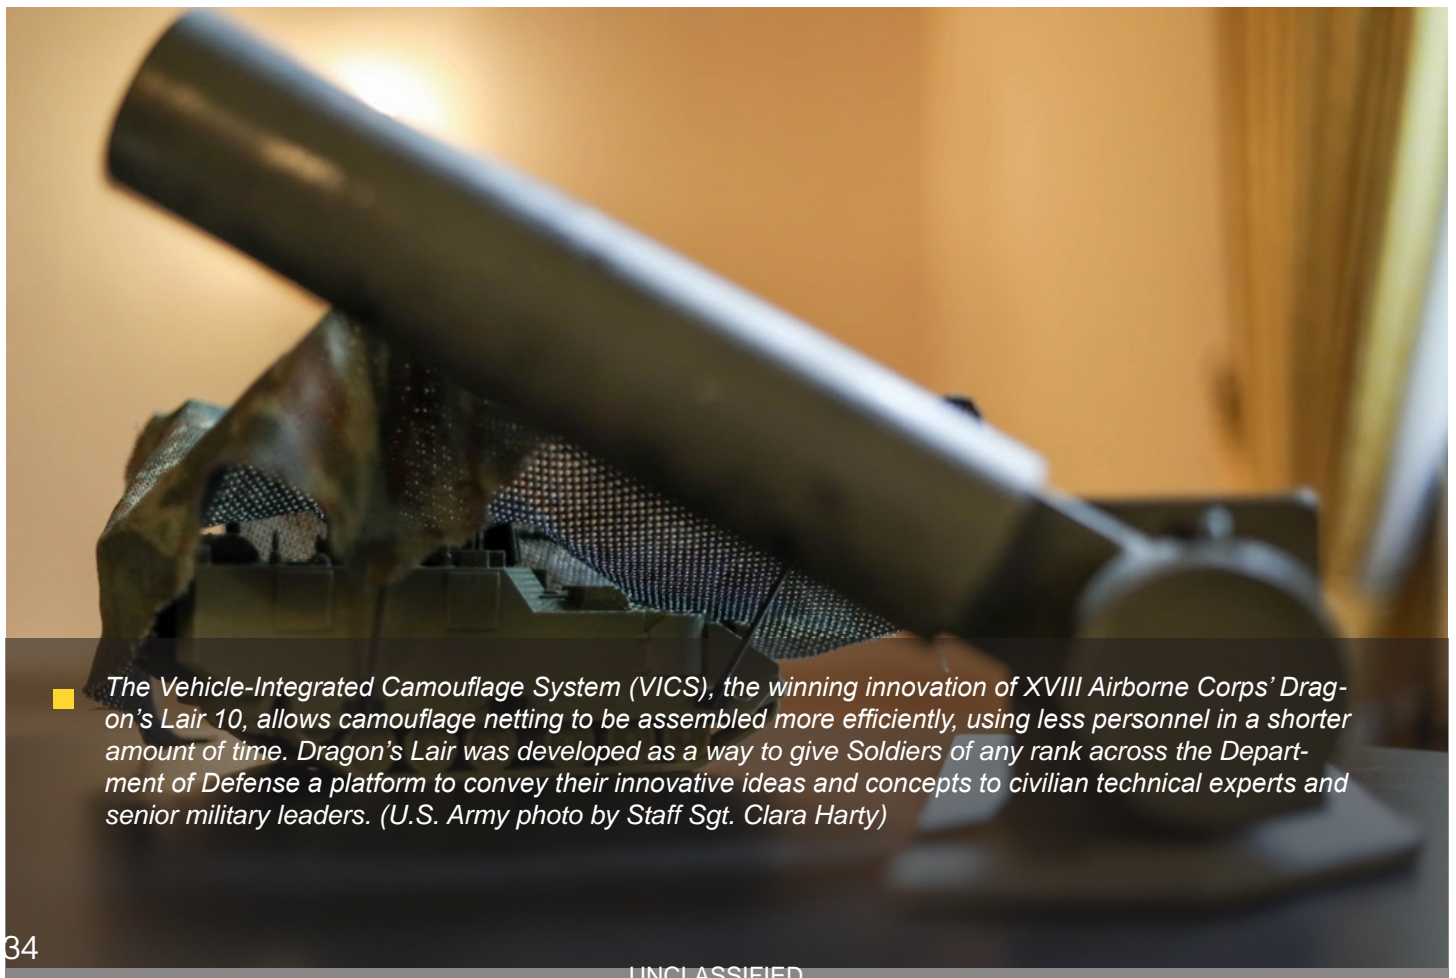 The Vehicle-Integrated Camouflage System (VICS), the winning innovation of XVIII Airborne Corps’ Drag-
on’s Lair 10, allows camouflage netting to be assembled more efficiently, using less personnel in a shorter
amount of time. Dragon’s Lair was developed as a way to give Soldiers of any rank across the Depart-
ment of Defense a platform to convey their innovative ideas and concepts to civilian technical experts and
senior military leaders. (U.S. Army photo by Staff Sgt. Clara Harty)
34
UNCLASSIFIED